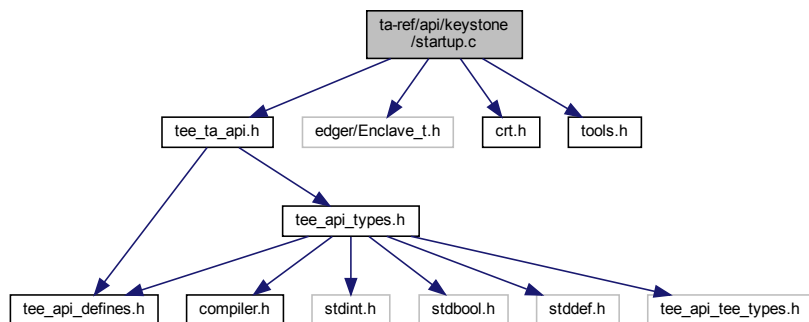 ta-ref/api/keystone
/startup.c
tee_ta_api.h
edger/Enclave_t.h
crt.h
tools.h
tee_api_types.h
tee_api_defines.h
compiler.h
stdint.h
stdbool.h
stddef.h
tee_api_tee_types.h